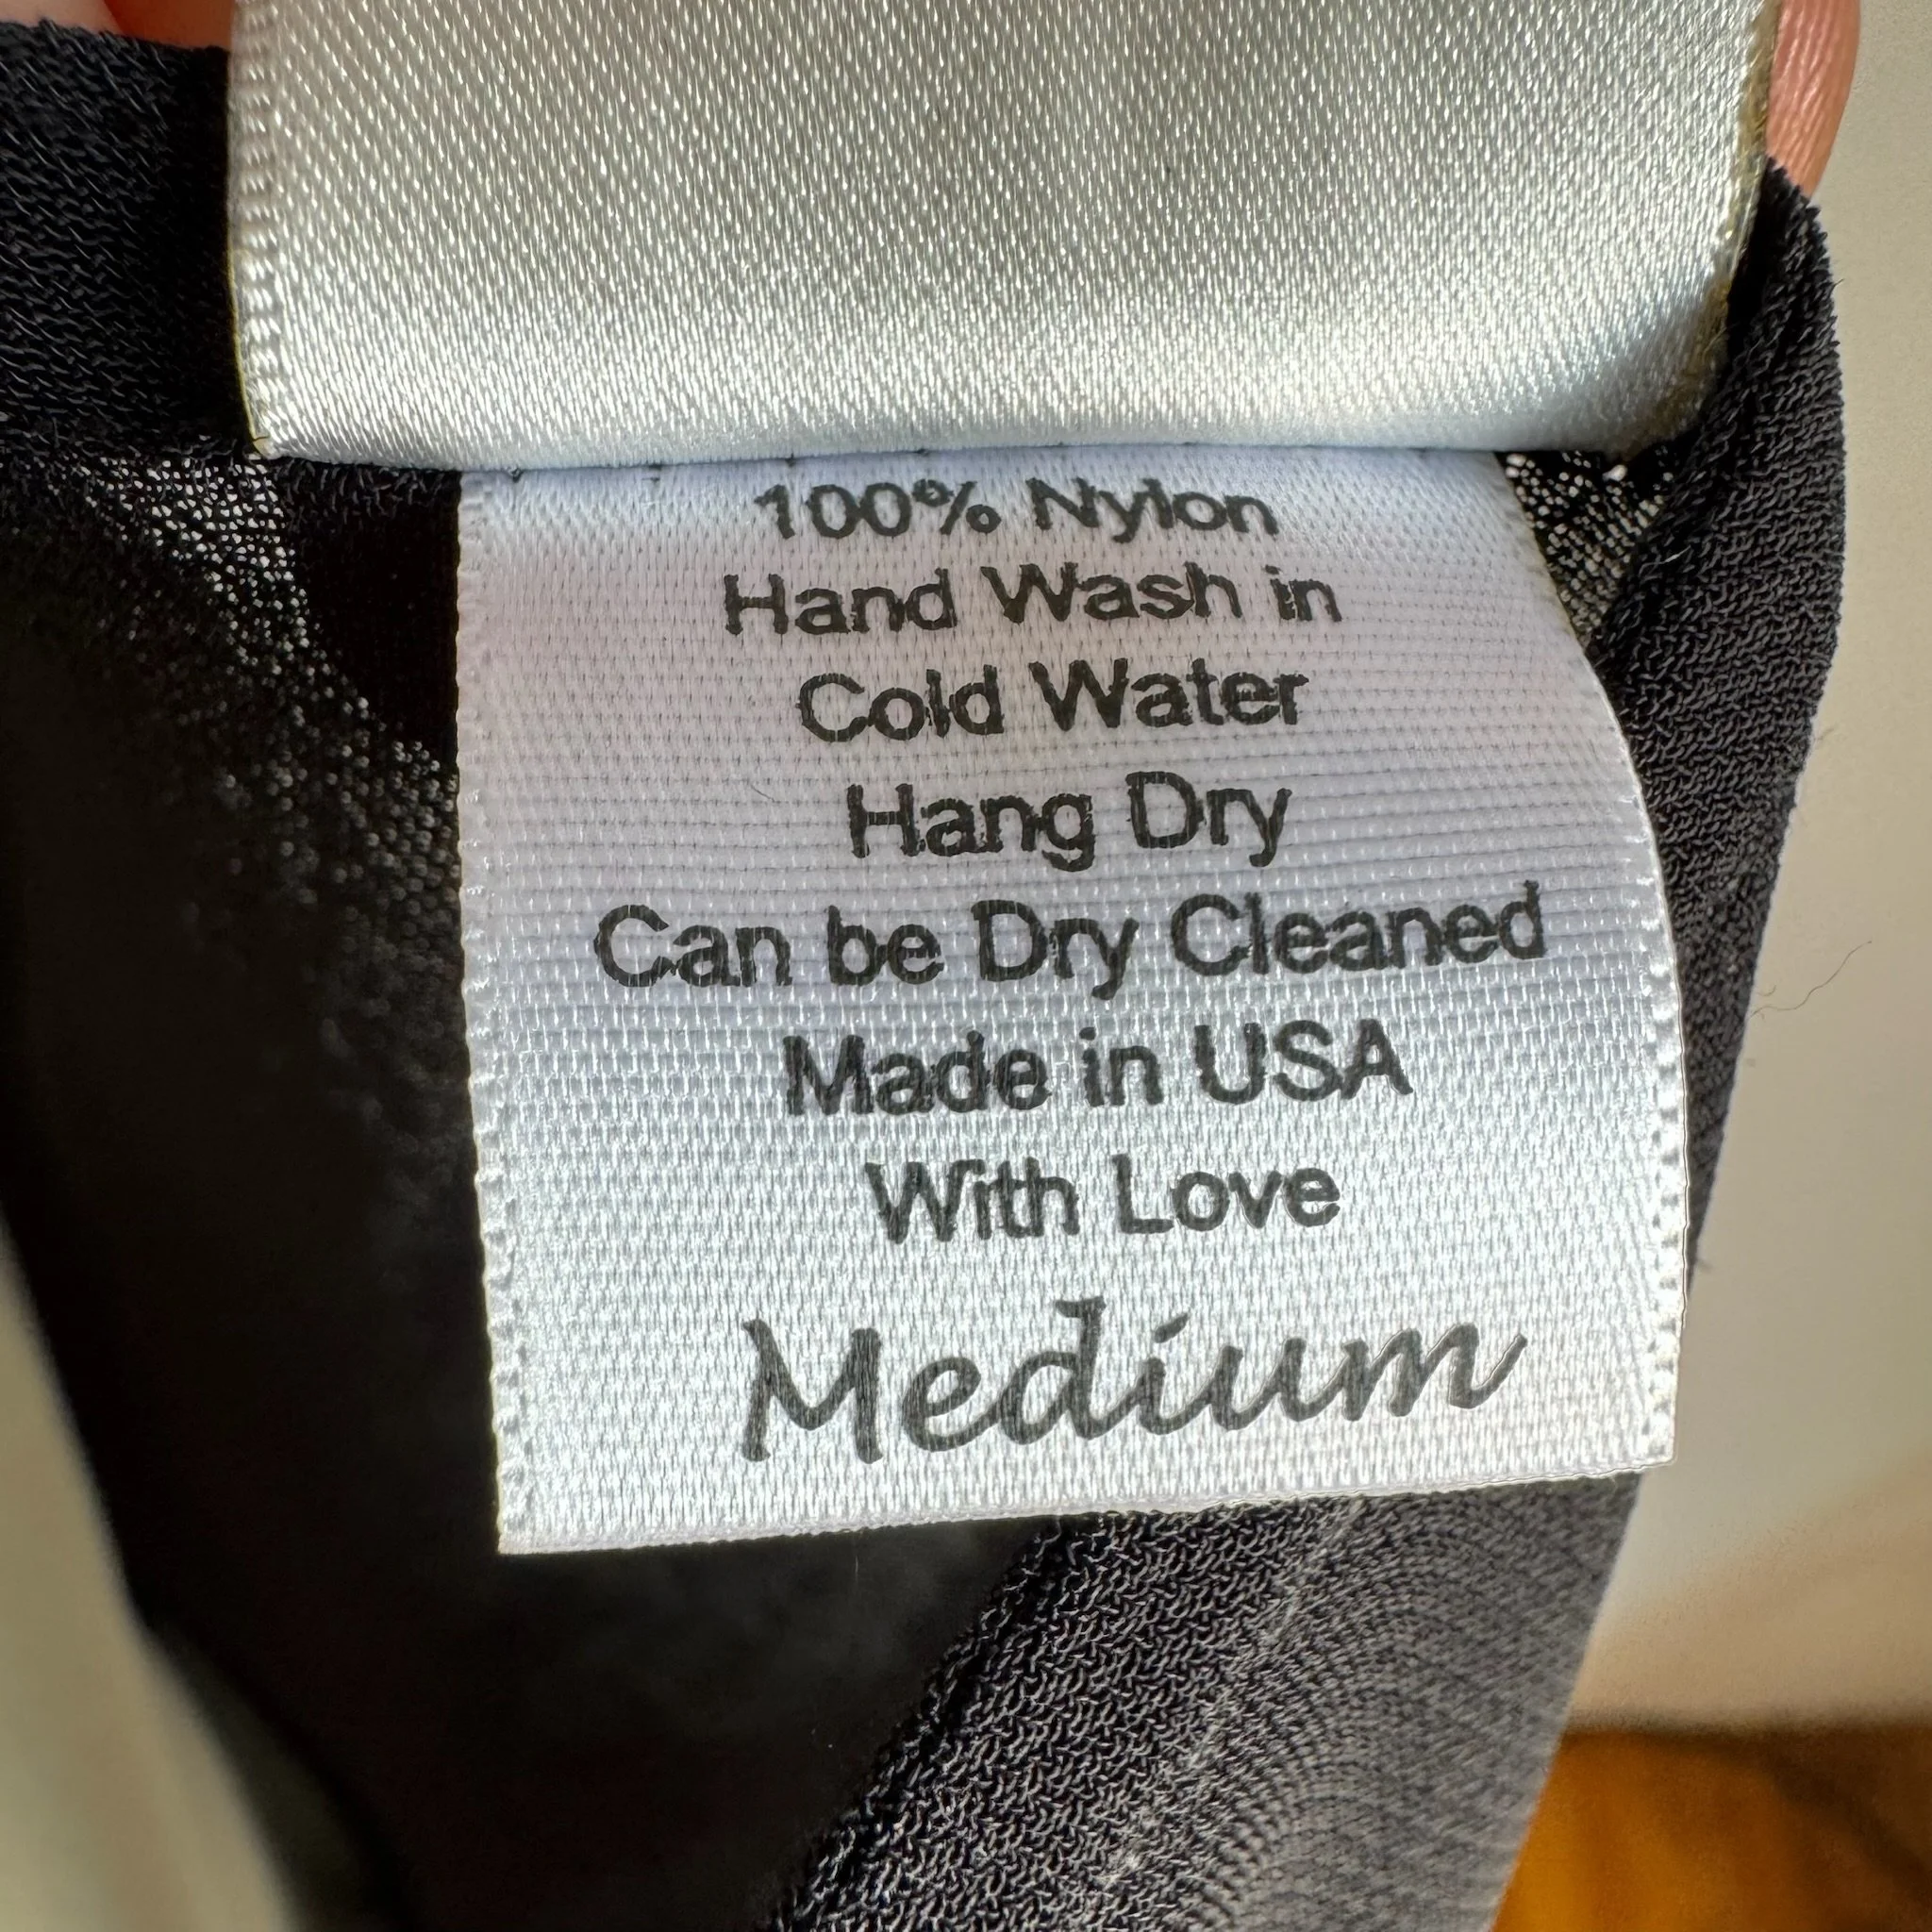 100% Nylon
Hand Wash in
Cold Water
Hang Dry
Can be Dry Cleaned
Made in USA
With Love
Medium